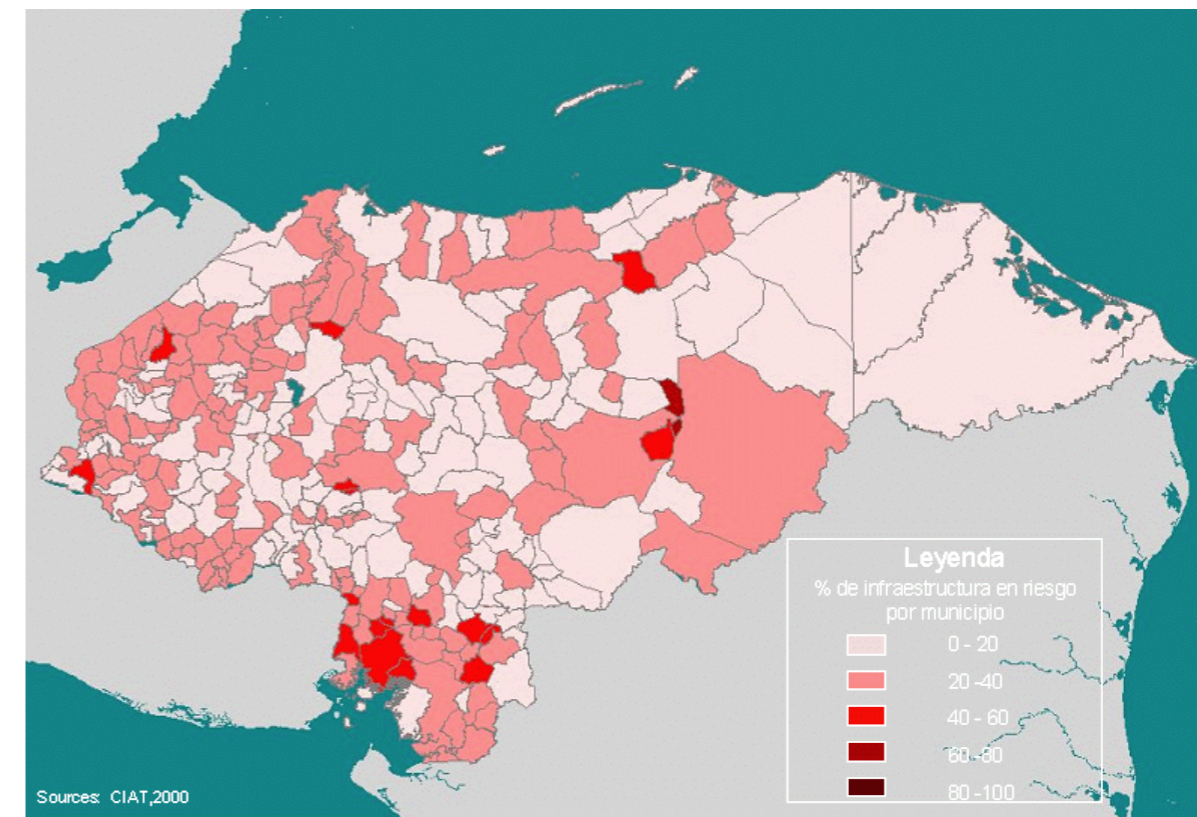 Leyenda
% de infraestructura en riesgo
por municipio
0 - 20
20 -40
40 - 60
60 -80
80 -100
Sources: CIAT,2000